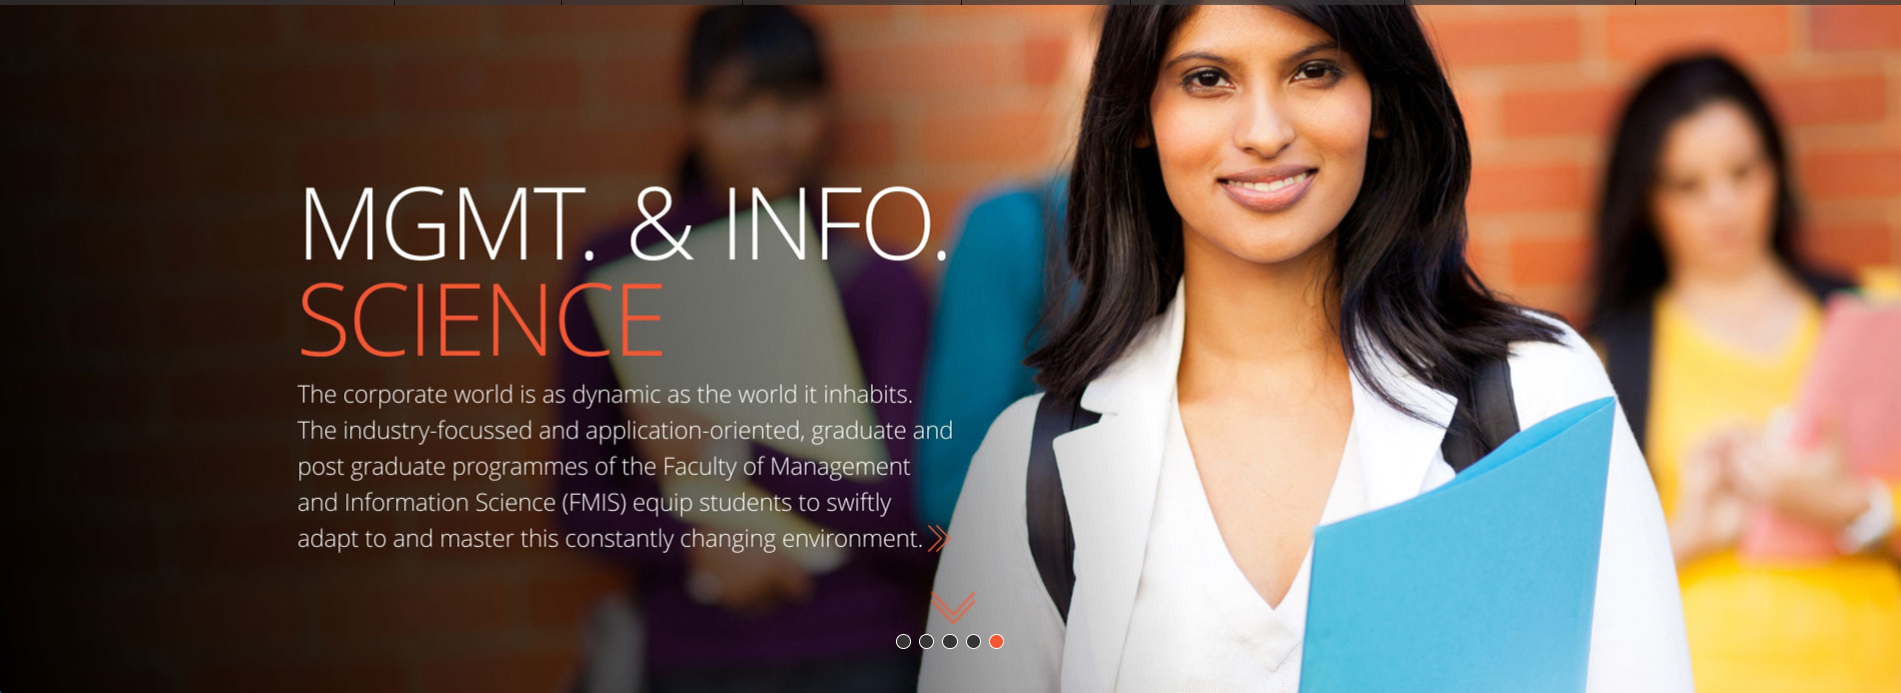 MGMT. & INFO.
SCIENCE
The corporate world is as dynamic as the world it inhabits.
The industry-focussed and application-oriented, graduate and
post graduate programmes of the Faculty of Management
and Information Science (FMIS) equip students to swiftly
adapt to and master this constantly changing environment.